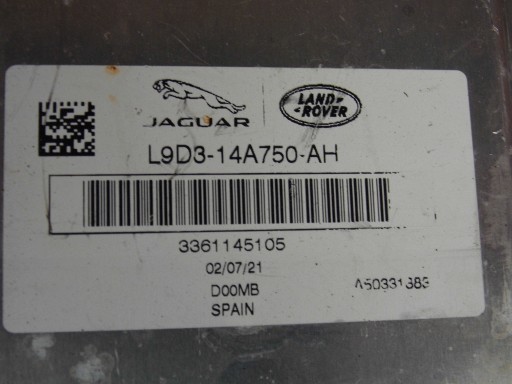 JAGUAR
LAND ROVER
L9D3-14A750-AH
3361145105
02/07/21
D00MB
A50331383
SPAIN